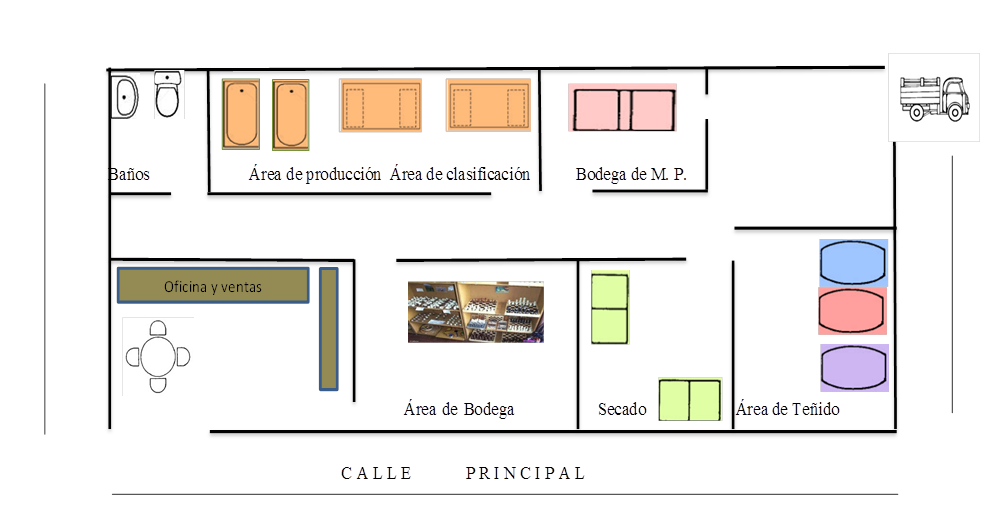 Baños
Área de producción Área de clasificación
Bodega de M. P.
Oficina y ventas
Área de Bodega
Secado
Área de Teñido
CALLE PRINCIPAL